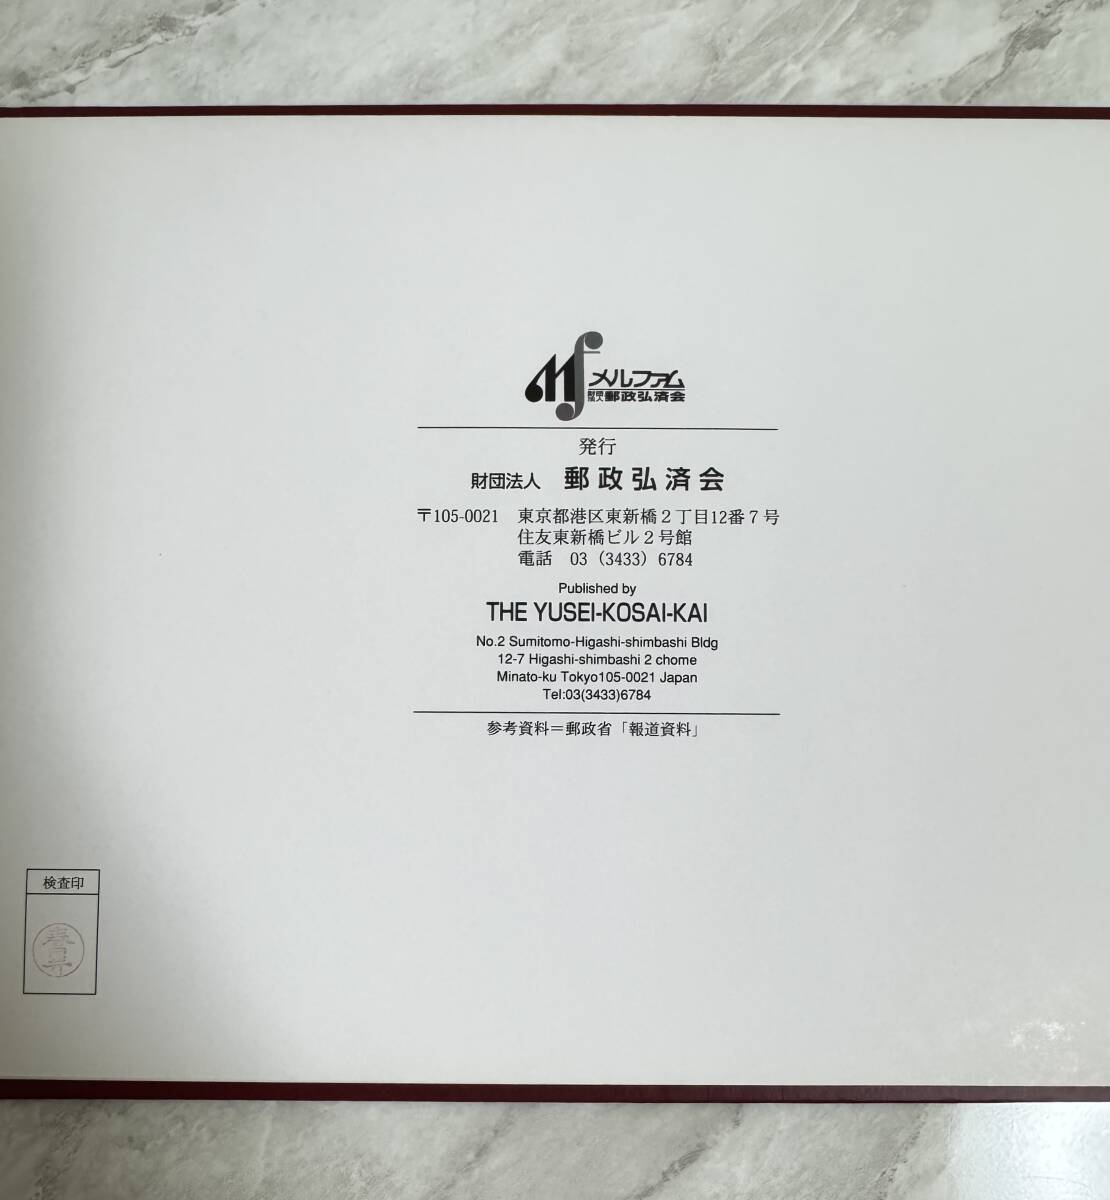 mf メルファム
財団法人 郵政弘済会
発行
財団法人 郵政弘済会
〒105-0021 東京都港区東新橋2丁目12番7号
住友東新橋ビル2号館
電話 03 (3433) 6784
Published by
THE YUSEI-KOSAI-KAI
No.2 Sumitomo-Higashi-shimbashi Bldg
12-7 Higashi-shimbashi 2 chome
Minato-ku Tokyo105-0021 Japan
Tel:03(3433)6784
参考資料=郵政省「報道資料」
検査印